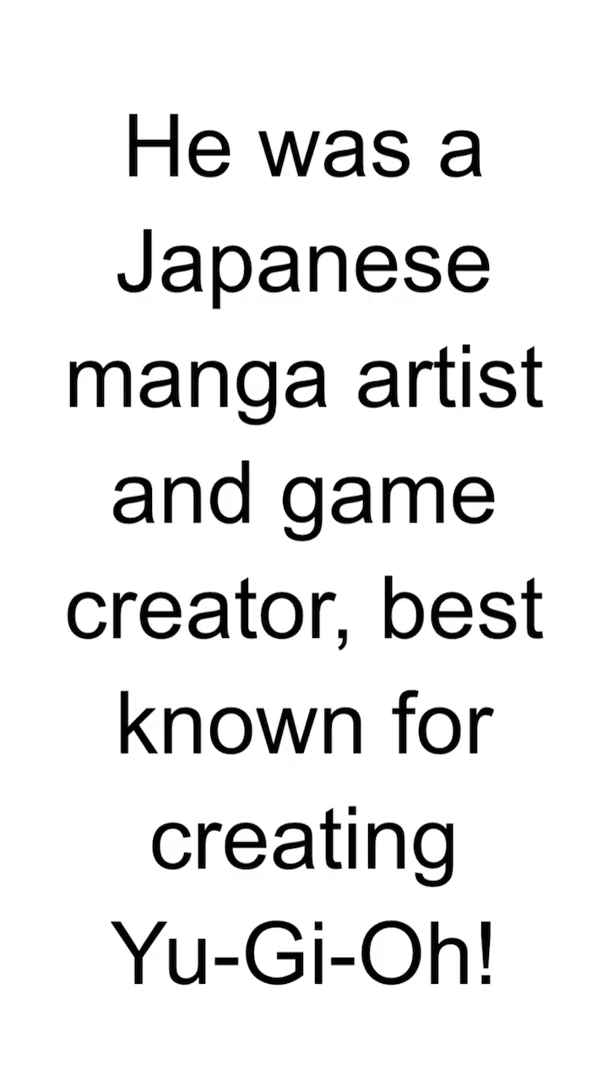 He was a
Japanese
manga artist
and game
creator, best
known for
creating
Yu-Gi-Oh!